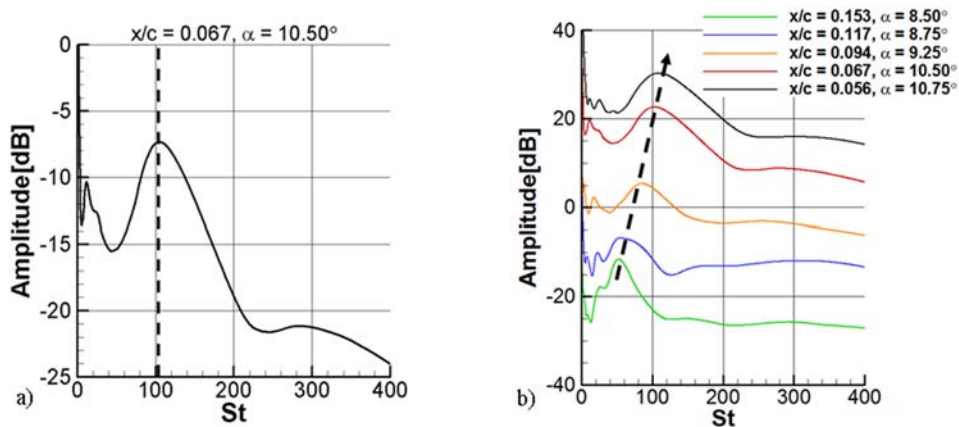 x/c = 0.067, α = 10.50°
0
-5
-10
-15
-20
-25
Amplitude[dB]
0 100 200 300 400
St
a)
x/c = 0.153, α = 8.50°
x/c = 0.117, α = 8.75°
x/c = 0.094, α = 9.25°
x/c = 0.067, α = 10.50°
x/c = 0.056, α = 10.75°
40
20
0
-20
-40
Amplitude[dB]
0 100 200 300 400
St
b)